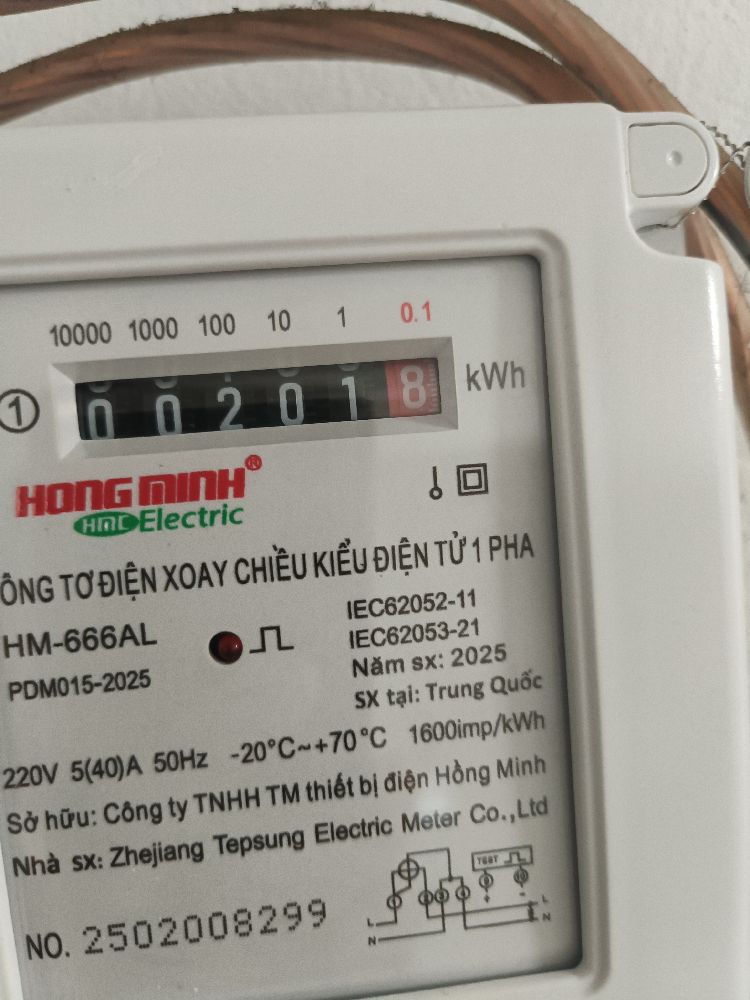 10000 1000 100 10 1 0.1
1 0 0 2 0 1 8 kWh
HONG MINH®
HMC Electric
ÔNG TƠ ĐIỆN XOAY CHIỀU KIỂU ĐIỆN TỬ 1 PHA
HM-666AL
PDM015-2025
IEC62052-11
IEC62053-21
Năm sx: 2025
SX tại: Trung Quốc
220V 5(40)A 50Hz -20°C~+70°C 1600imp/kWh
Sở hữu: Công ty TNHH TM thiết bị điện Hồng Minh
Nhà sx: Zhejiang Tepsung Electric Meter Co.,Ltd
TEST
L N
L N
NO. 2502008299